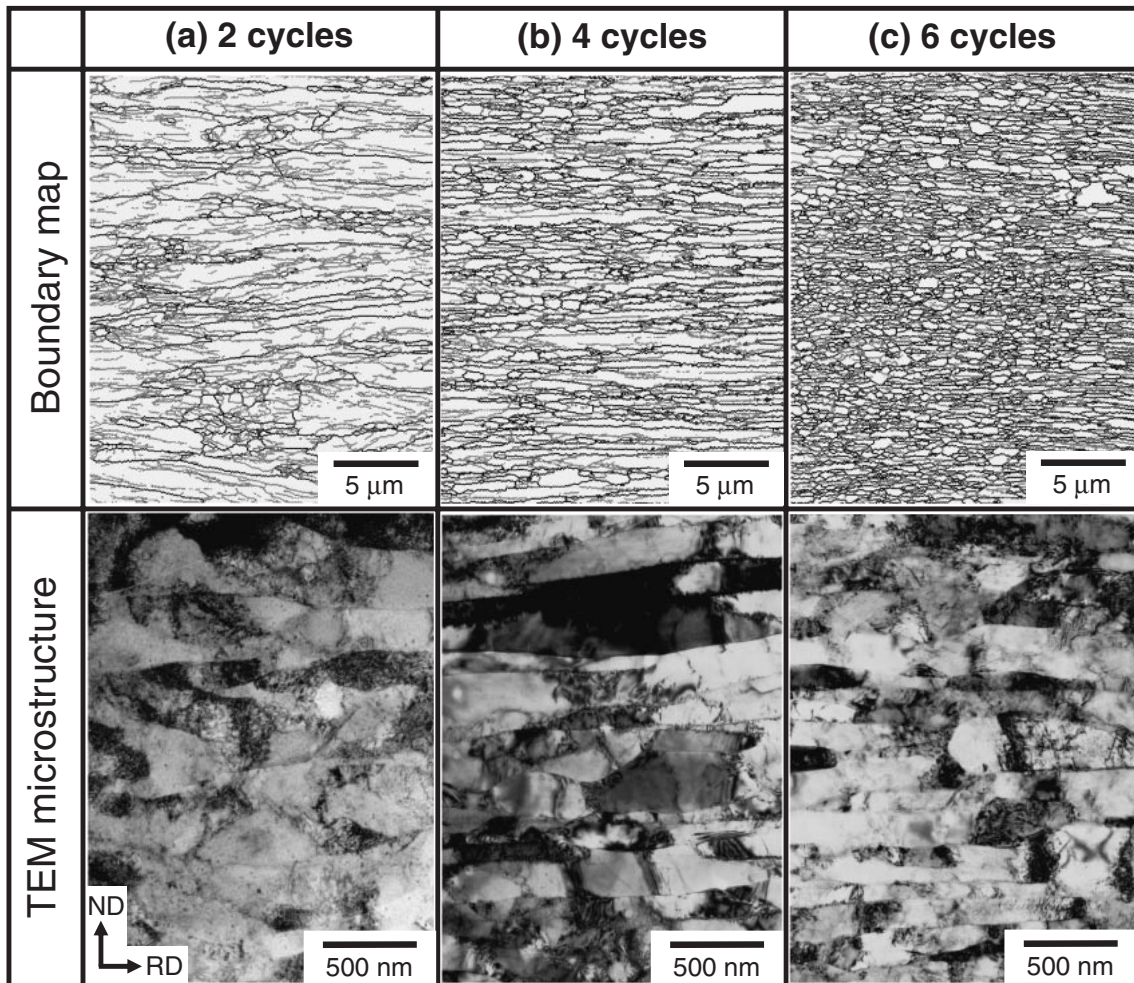 (a) 2 cycles
(b) 4 cycles
(c) 6 cycles
Boundary map
5 μm
5 μm
5 μm
TEM microstructure
ND
RD
500 nm
500 nm
500 nm